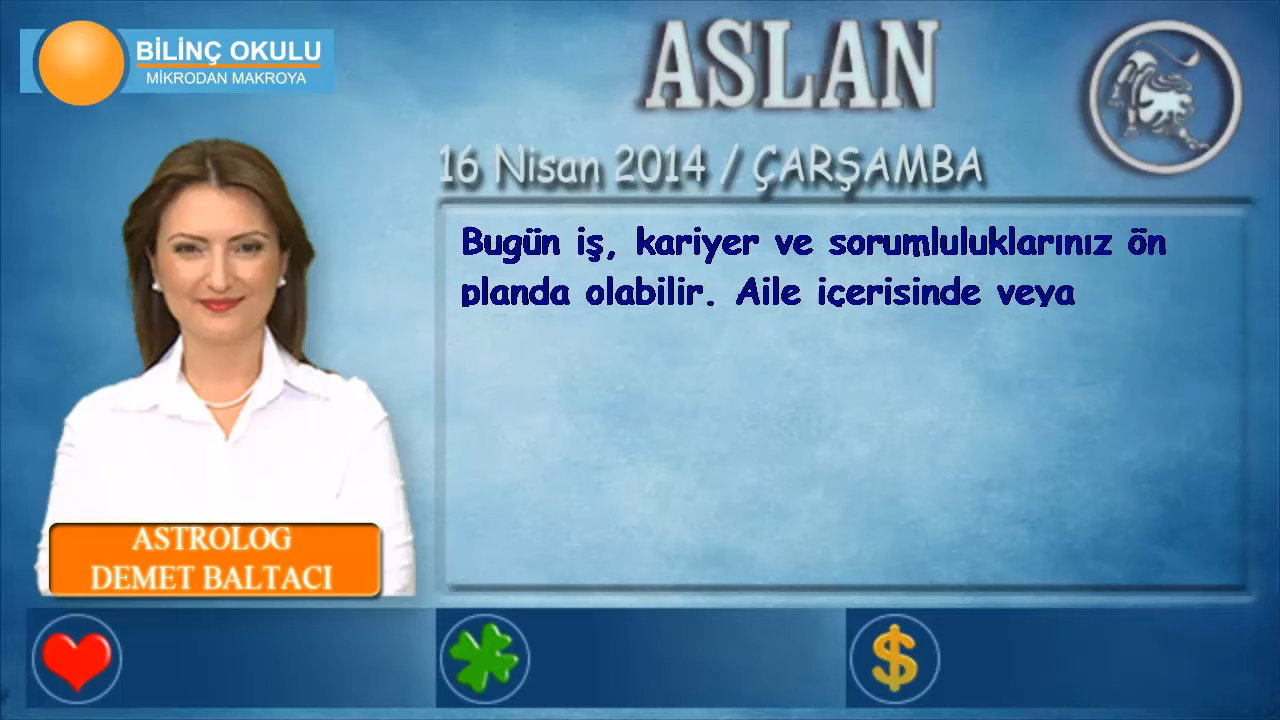 BİLİNÇ OKULU
MİKRODAN MAKROYA
ASLAN
16 Nisan 2014 / ÇARŞAMBA
Bugün iş, kariyer ve sorumluluklarınız ön
planda olabilir. Aile içerisinde veya
ASTROLOG
DEMET BALTACI